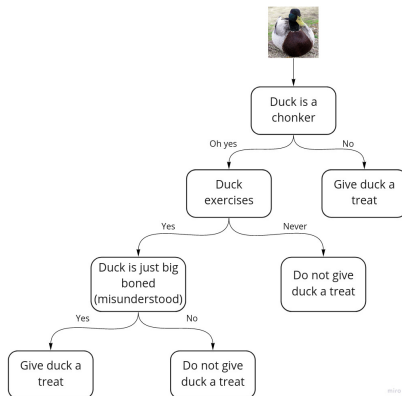 Duck is a
chonker
Oh yes
No
Duck
exercises
Give duck a
treat
Yes
Never
Duck is just big
boned
(misunderstood)
Do not give
duck a treat
Yes
No
Give duck a
treat
Do not give
duck a treat
miro